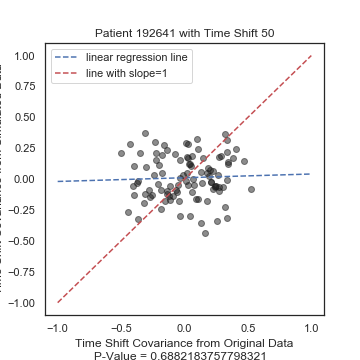 Patient 192641 with Time Shift 50
linear regression line
line with slope=1
1.00
0.75
0.50
0.25
0.00
−0.25
−0.50
−0.75
−1.00
−1.0
−0.5
0.0
0.5
1.0
Time Shift Covariance from Original Data
P-Value = 0.6882183757798321